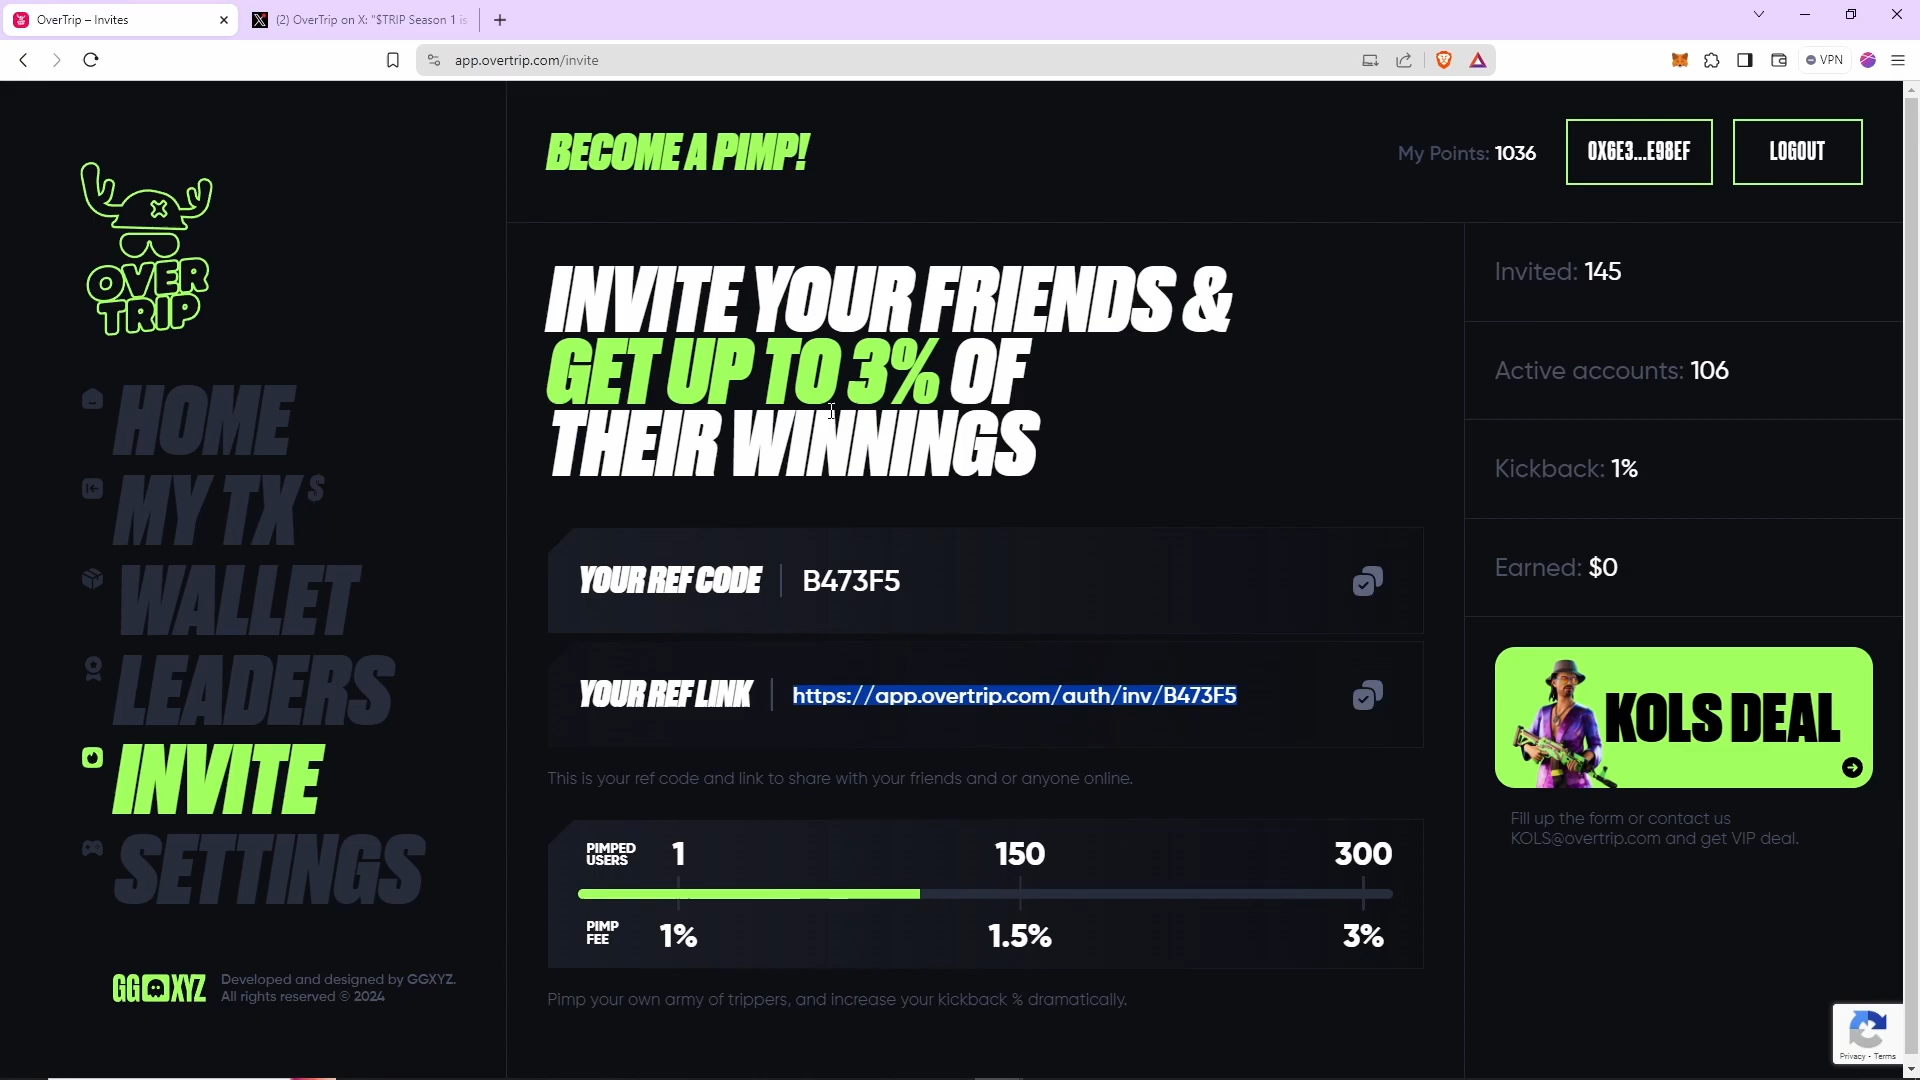 OverTrip – Invites
(2) OverTrip on X: "$TRIP Season 1 is
app.overtrip.com/invite
VPN
OVER
TRIP
HOME
MY TX $
WALLET
LEADERS
INVITE
SETTINGS
GG XYZ
Developed and designed by GGXYZ.
All rights reserved © 2024
BECOME A PIMP!
My Points: 1036
0X6E3...E98EF
LOGOUT
INVITE YOUR FRIENDS &
GET UP TO 3% OF
THEIR WINNINGS
YOUR REF CODE
B473F5
YOUR REF LINK
https://app.overtrip.com/auth/inv/B473F5
This is your ref code and link to share with your friends and or anyone online.
PIMPED
USERS
1
150
300
PIMP
FEE
1%
1.5%
3%
Pimp your own army of trippers, and increase your kickback % dramatically.
Invited: 145
Active accounts: 106
Kickback: 1%
Earned: $0
KOLS DEAL
Fill up the form or contact us
KOLS@overtrip.com and get VIP deal.
Privacy - Terms